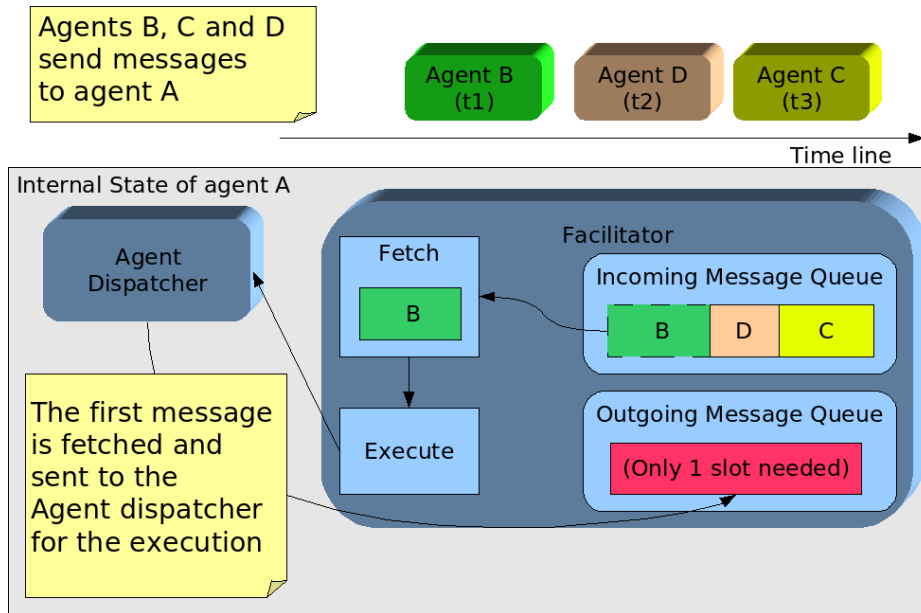 Agents B, C and D
send messages
to agent A
Agent B
(t1)
Agent D
(t2)
Agent C
(t3)
Time line
Internal State of agent A
Agent
Dispatcher
Facilitator
Fetch
B
Incoming Message Queue
B D C
Execute
Outgoing Message Queue
(Only 1 slot needed)
The first message
is fetched and
sent to the
Agent dispatcher
for the execution